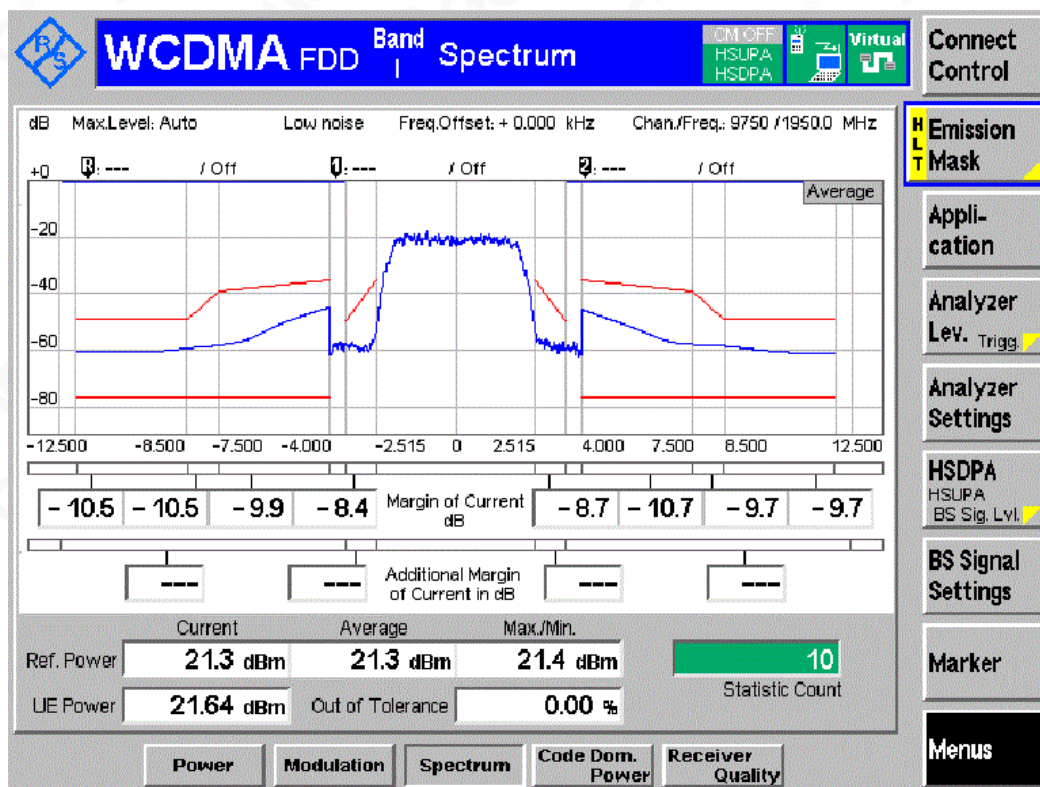 R S
WCDMA FDD Band I Spectrum
CM OFF
HSUPA
HSDPA
Virtual
Connect Control
dB Max.Level: Auto Low noise Freq.Offset: + 0.000 kHz Chan./Freq.: 9750 /1950.0 MHz
HLT Emission Mask
R: --- / Off 1: --- / Off 2: --- / Off
+0
Average
Appli-
cation
-20
-40
Analyzer
Lev. Trigg.
-60
-80
Analyzer
Settings
-12.500 -8.500 -7.500 -4.000 -2.515 0 2.515 4.000 7.500 8.500 12.500
HSDPA
HSUPA
BS Sig. Lvl.
- 10.5 - 10.5 - 9.9 - 8.4 Margin of Current dB - 8.7 - 10.7 - 9.7 - 9.7
BS Signal
Settings
--- --- Additional Margin of Current in dB --- ---
Current Average Max./Min.
Ref. Power 21.3 dBm 21.3 dBm 21.4 dBm 10
Statistic Count
Marker
UE Power 21.64 dBm Out of Tolerance 0.00 %
Menus
Power Modulation Spectrum Code Dom. Power Receiver Quality